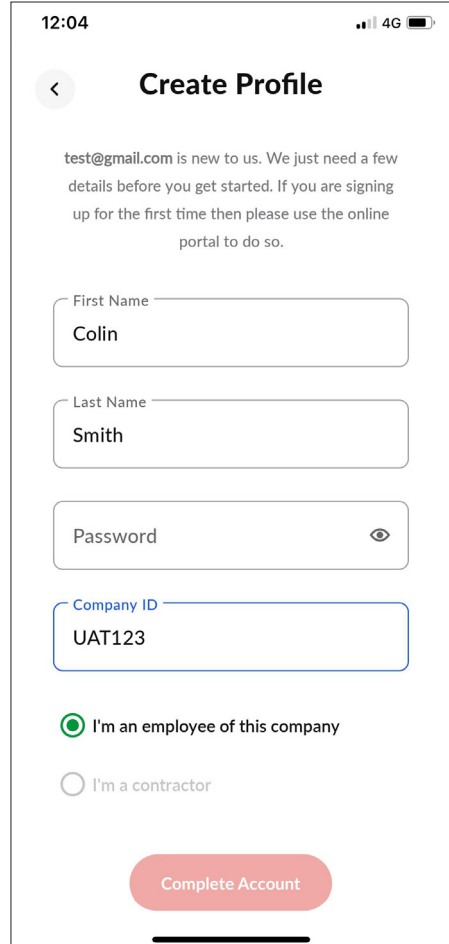 12:04
4G
Create Profile
test@gmail.com is new to us. We just need a few
details before you get started. If you are signing
up for the first time then please use the online
portal to do so.
First Name
Colin
Last Name
Smith
Password
Company ID
UAT123
I'm an employee of this company
I'm a contractor
Complete Account